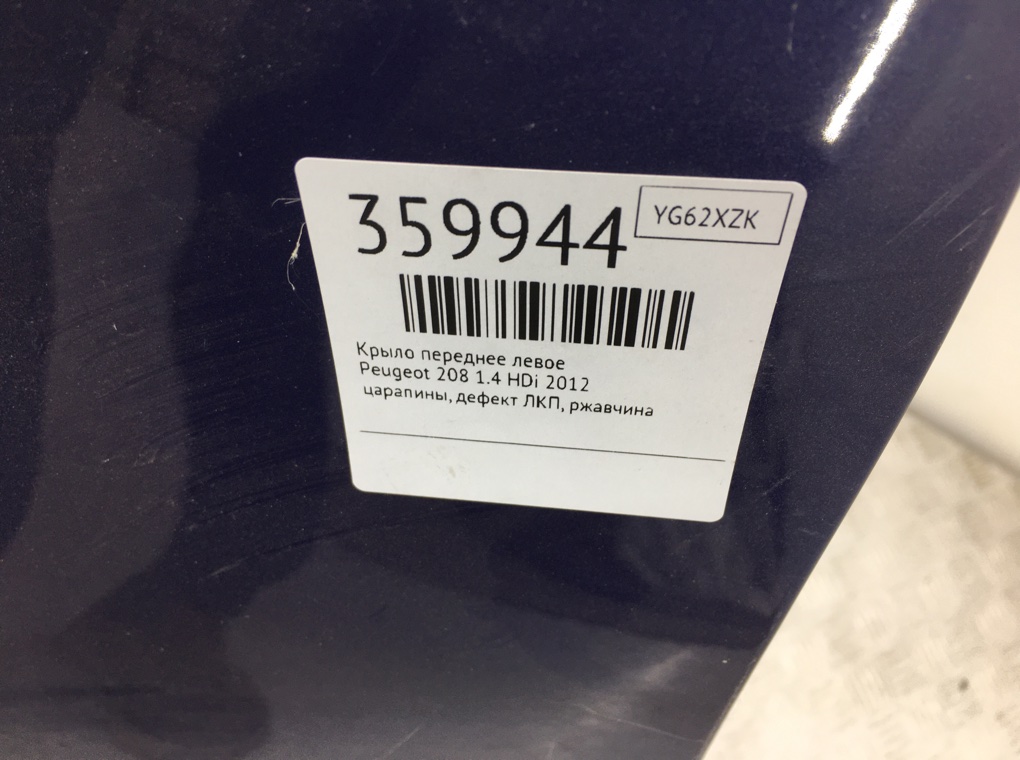 359944
YG62XZK
Крыло переднее левое
Peugeot 208 1.4 HDi 2012
царапины, дефект ЛКП, ржавчина